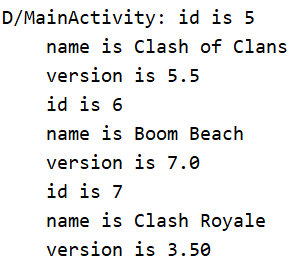 D/MainActivity: id is 5
name is Clash of Clans
version is 5.5
id is 6
name is Boom Beach
version is 7.0
id is 7
name is Clash Royale
version is 3.50